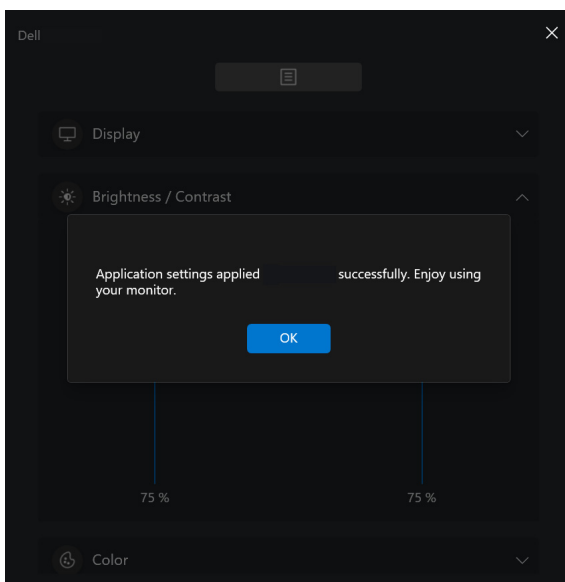 Dell
Display
Brightness / Contrast
Application settings applied successfully. Enjoy using
your monitor.
OK
75 % 75 %
Color